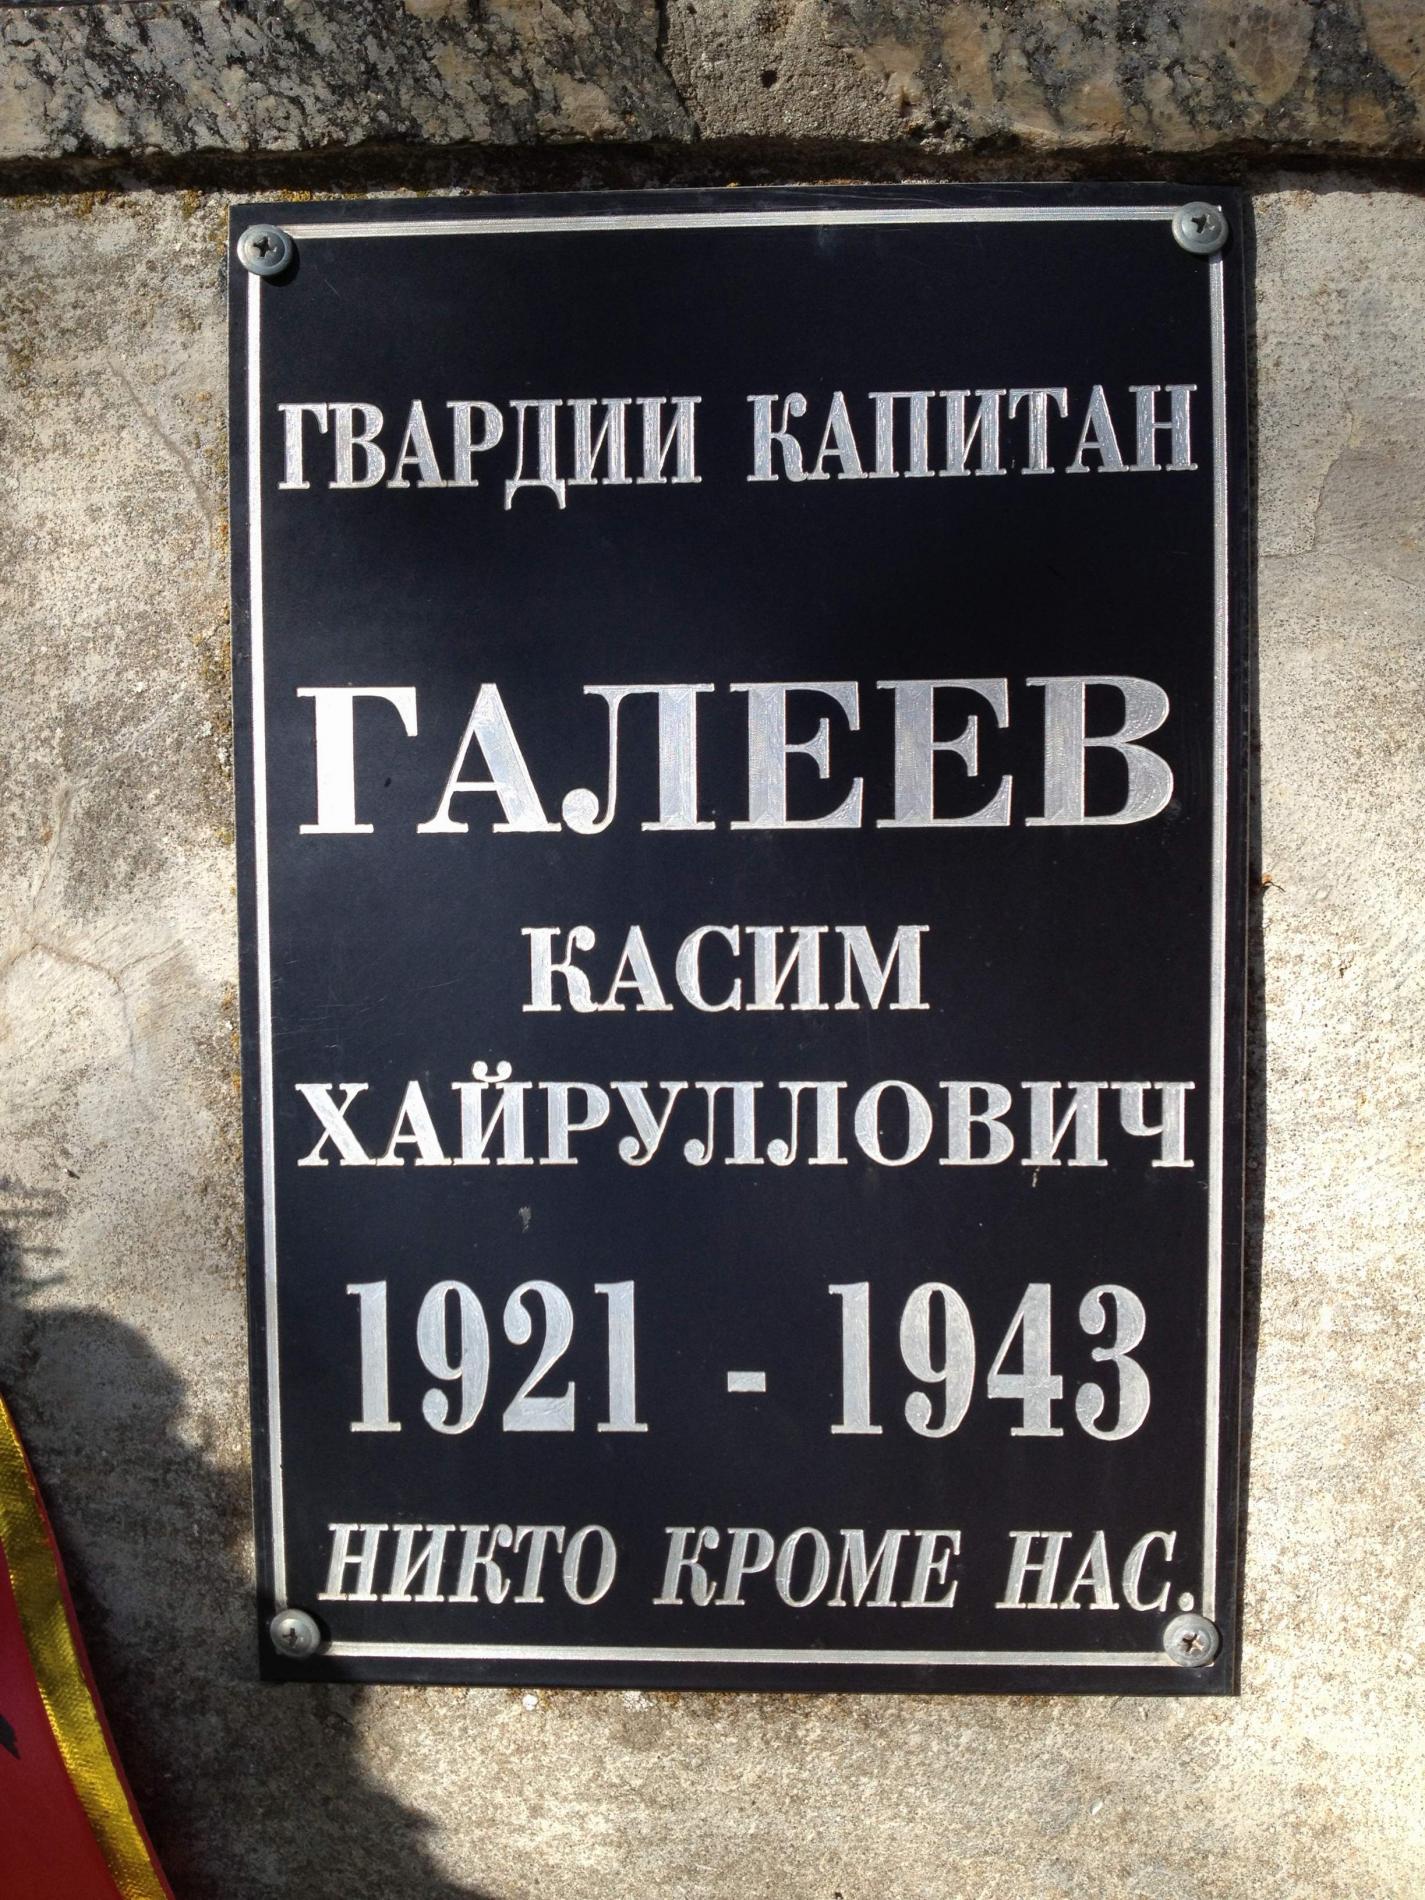 ГВАРДИИ КАПИТАН
ГАЛЕЕВ
КАСИМ
ХАЙРУЛЛОВИЧ
1921 - 1943
НИКТО КРОМЕ НАС.